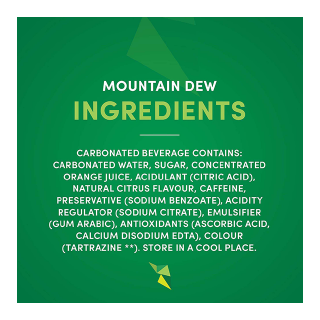 MOUNTAIN DEW
INGREDIENTS
CARBONATED BEVERAGE CONTAINS:
CARBONATED WATER, SUGAR, CONCENTRATED
ORANGE JUICE, ACIDULANT (CITRIC ACID),
NATURAL CITRUS FLAVOUR, CAFFEINE,
PRESERVATIVE (SODIUM BENZOATE), ACIDITY
REGULATOR (SODIUM CITRATE), EMULSIFIER
(GUM ARABIC), ANTIOXIDANTS (ASCORBIC ACID,
CALCIUM DISODIUM EDTA), COLOUR
(TARTRAZINE **). STORE IN A COOL PLACE.